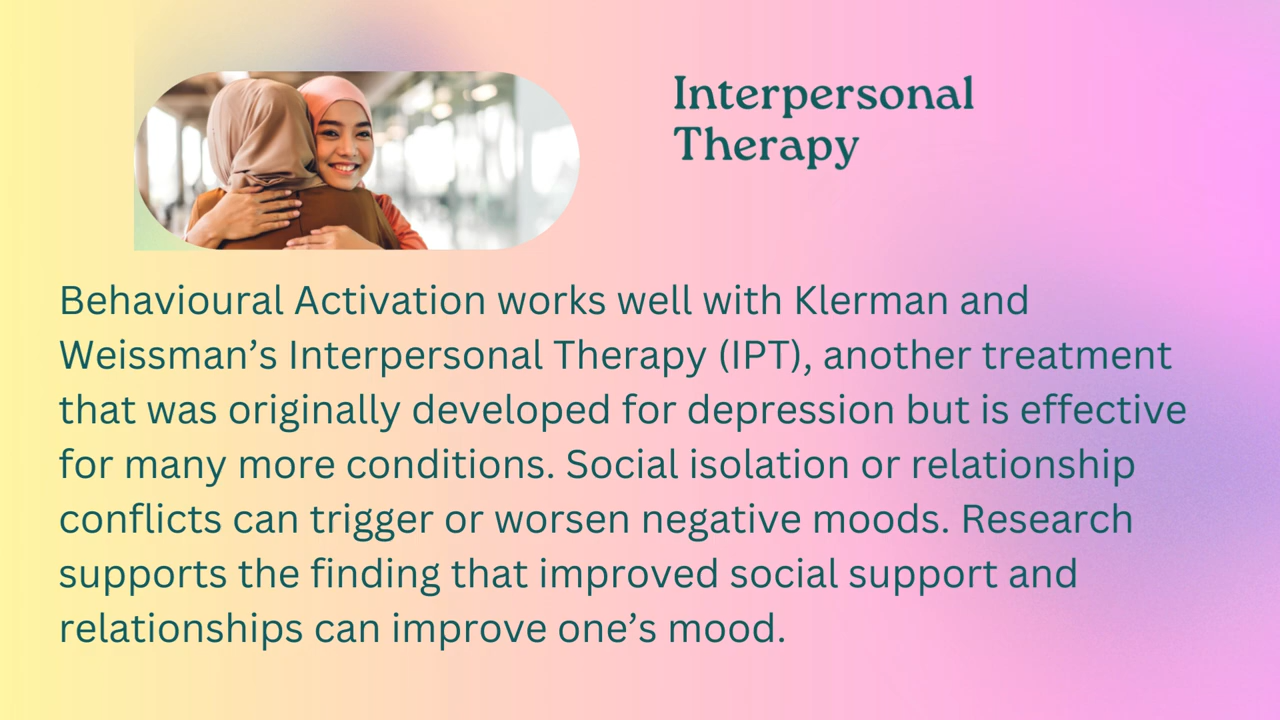 Interpersonal
Therapy
Behavioural Activation works well with Klerman and
Weissman’s Interpersonal Therapy (IPT), another treatment
that was originally developed for depression but is effective
for many more conditions. Social isolation or relationship
conflicts can trigger or worsen negative moods. Research
supports the finding that improved social support and
relationships can improve one’s mood.